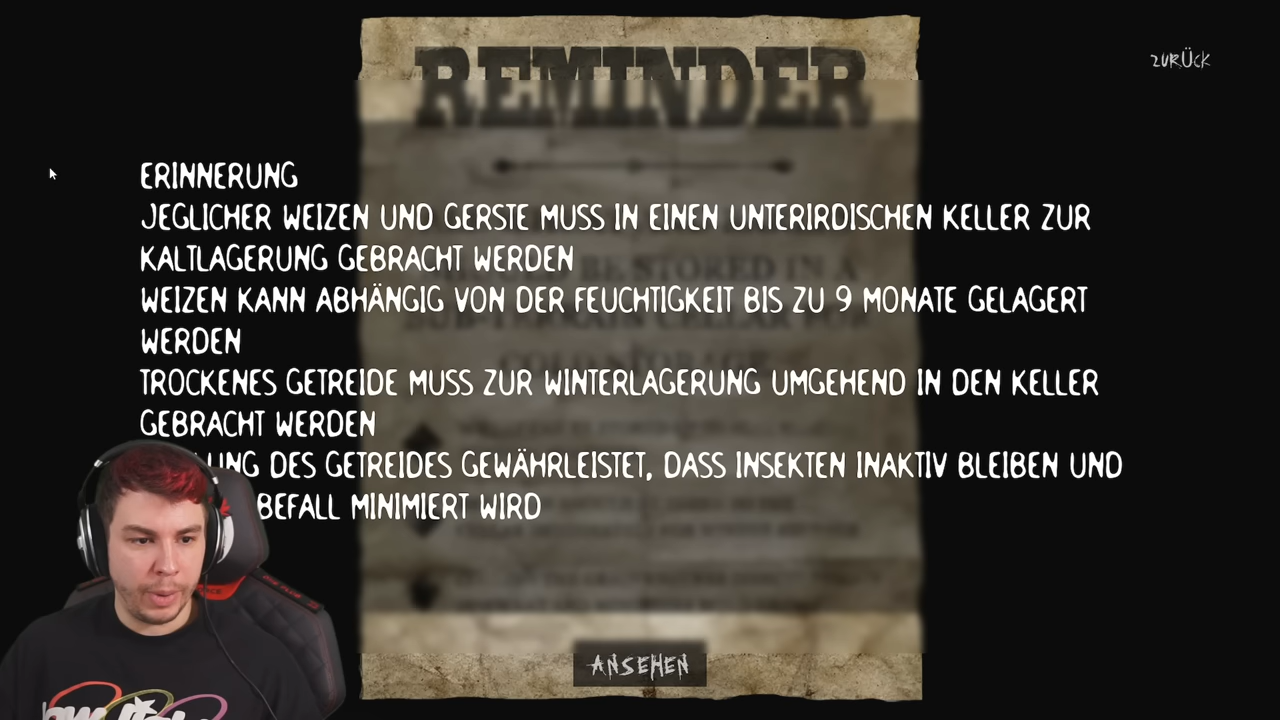 REMINDER
ZURÜCK
ERINNERUNG
JEGLICHER WEIZEN UND GERSTE MUSS IN EINEN UNTERIRDISCHEN KELLER ZUR
KALTLAGERUNG GEBRACHT WERDEN
WEIZEN KANN ABHÄNGIG VON DER FEUCHTIGKEIT BIS ZU 9 MONATE GELAGERT
WERDEN
TROCKENES GETREIDE MUSS ZUR WINTERLAGERUNG UMGEHEND IN DEN KELLER
GEBRACHT WERDEN
DES GETREIDES GEWÄHRLEISTET, DASS INSEKTEN INAKTIV BLEIBEN UND
BEFALL MINIMIERT WIRD
ANSEHEN